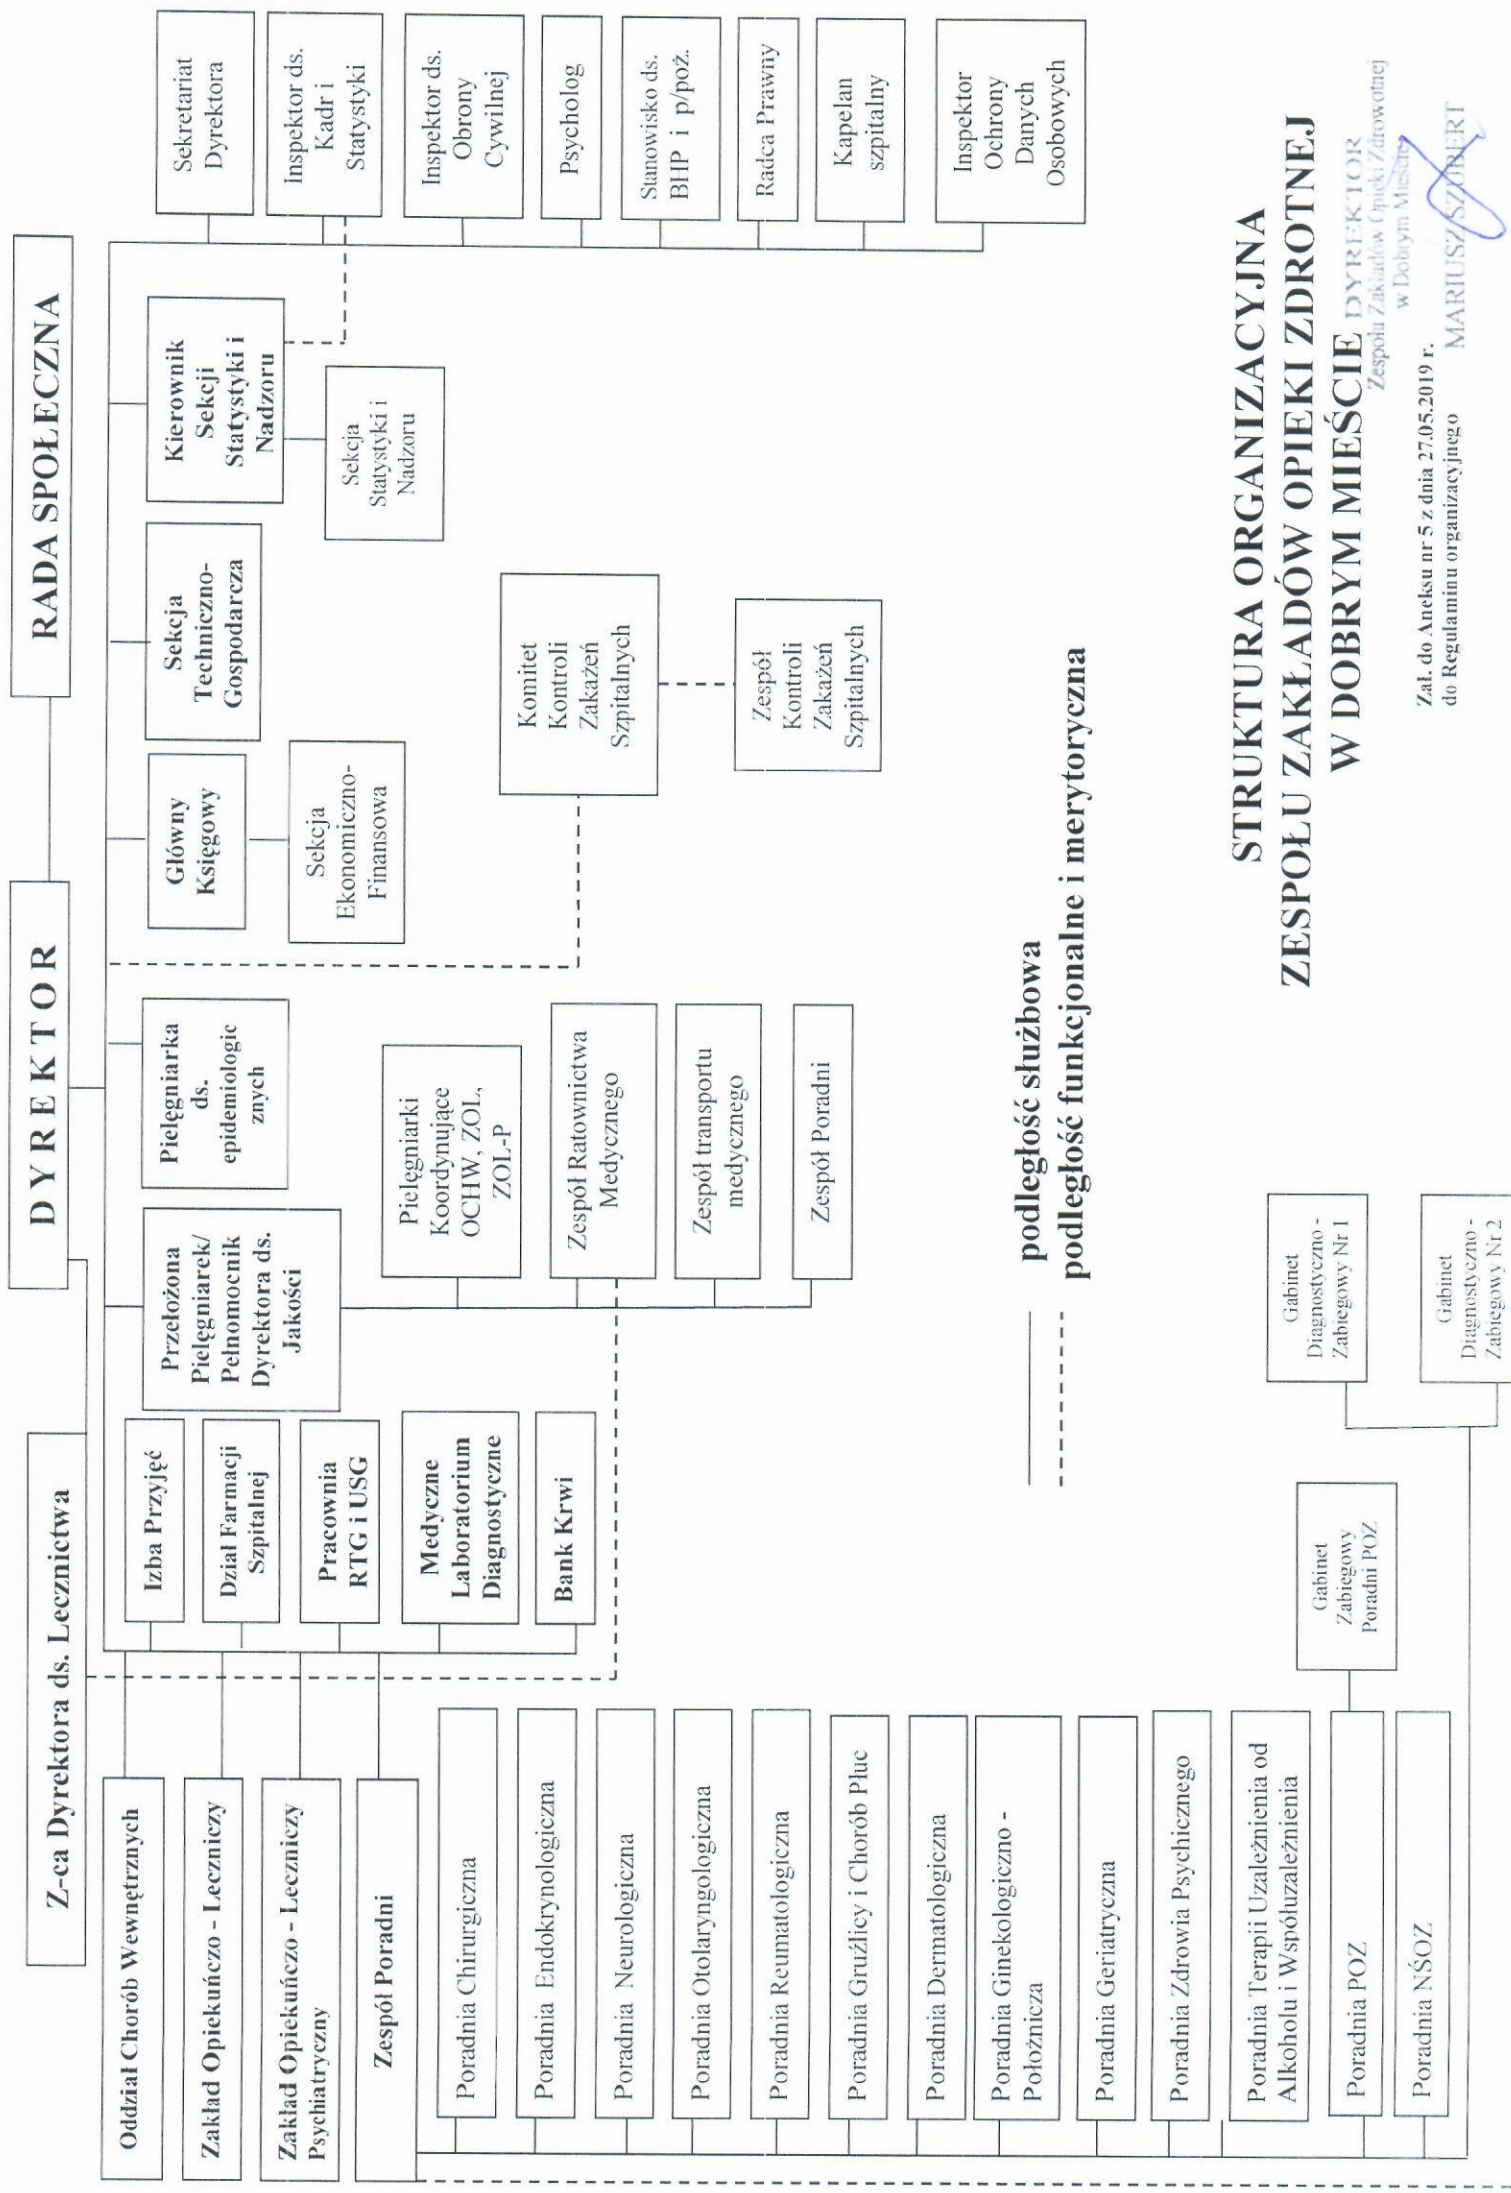 RADA SPOŁECZNA
DYREKTOR
Z-ca Dyrektora ds. Lecznictwa
Oddział Chorób Wewnętrznych
Zakład Opiekuńczo - Leczniczy
Zakład Opiekuńczo - Leczniczy
Psychiatryczny
Zespół Poradni
Poradnia Chirurgiczna
Poradnia Endokrynologiczna
Poradnia Neurologiczna
Poradnia Otolaryngologiczna
Poradnia Reumatologiczna
Poradnia Gruźlicy i Chorób Płuc
Poradnia Dermatologiczna
Poradnia Ginekologiczno -
Położnicza
Poradnia Geriatryczna
Poradnia Zdrowia Psychicznego
Poradnia Terapii Uzależnienia od
Alkoholu i Współuzależnienia
Poradnia POZ
Poradnia NŚOZ
Gabinet
Zabiegowy
Poradni POZ
Gabinet
Diagnostyczno -
Zabiegowy Nr 1
Gabinet
Diagnostyczno -
Zabiegowy Nr 2
Izba Przyjęć
Dział Farmacji
Szpitalnej
Pracownia
RTG i USG
Medyczne
Laboratorium
Diagnostyczne
Bank Krwi
Przełożona
Pielęgniarek/
Pełnomocnik
Dyrektora ds.
Jakości
Pielęgniarki
Koordynujące
OCHW, ZOL,
ZOL-P
Zespół Ratownictwa
Medycznego
Zespół transportu
medycznego
Zespół Poradni
Pielęgniarka
ds.
epidemiologic
znych
Główny
Księgowy
Sekcja
Ekonomiczno-
Finansowa
Sekcja
Techniczno-
Gospodarcza
Komitet
Kontroli
Zakażeń
Szpitalnych
Zespół
Kontroli
Zakażeń
Szpitalnych
Kierownik
Sekcji
Statystyki i
Nadzoru
Sekcja
Statystyki i
Nadzoru
Sekretariat
Dyrektora
Inspektor ds.
Kadr i
Statystyki
Inspektor ds.
Obrony
Cywilnej
Psycholog
Stanowisko ds.
BHP i p/poż.
Radca Prawny
Kapelan
szpitalny
Inspektor
Ochrony
Danych
Osobowych
podległość służbowa
podległość funkcjonalne i merytoryczna
STRUKTURA ORGANIZACYJNA
ZESPOŁU ZAKŁADÓW OPIEKI ZDROTNEJ
W DOBRYM MIEŚCIE
DYREKTOR
Zespołu Zakładów Opieki Zdrowotnej
w Dobrym Mieście
MARIUSZ SZUBERT
Zał. do Aneksu nr 5 z dnia 27.05.2019 r.
do Regulaminu organizacyjnego